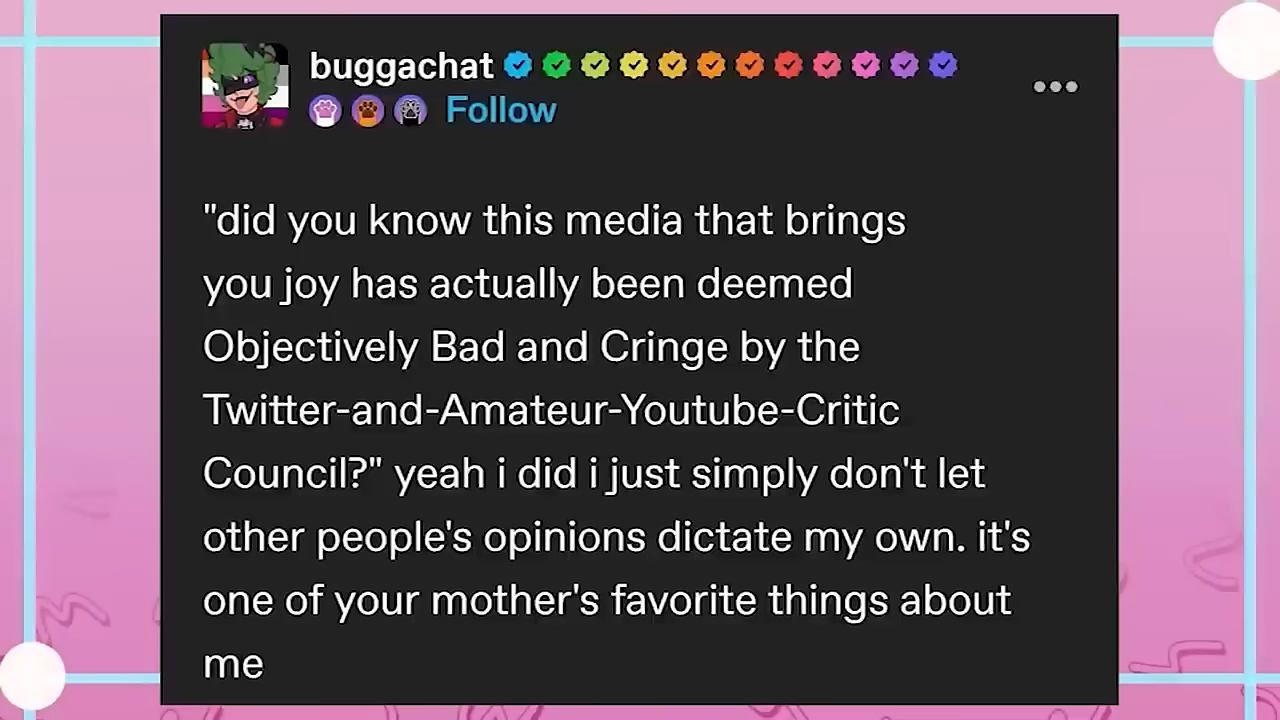 buggachat
Follow
"did you know this media that brings
you joy has actually been deemed
Objectively Bad and Cringe by the
Twitter-and-Amateur-Youtube-Critic
Council?" yeah i did i just simply don't let
other people's opinions dictate my own. it's
one of your mother's favorite things about
me